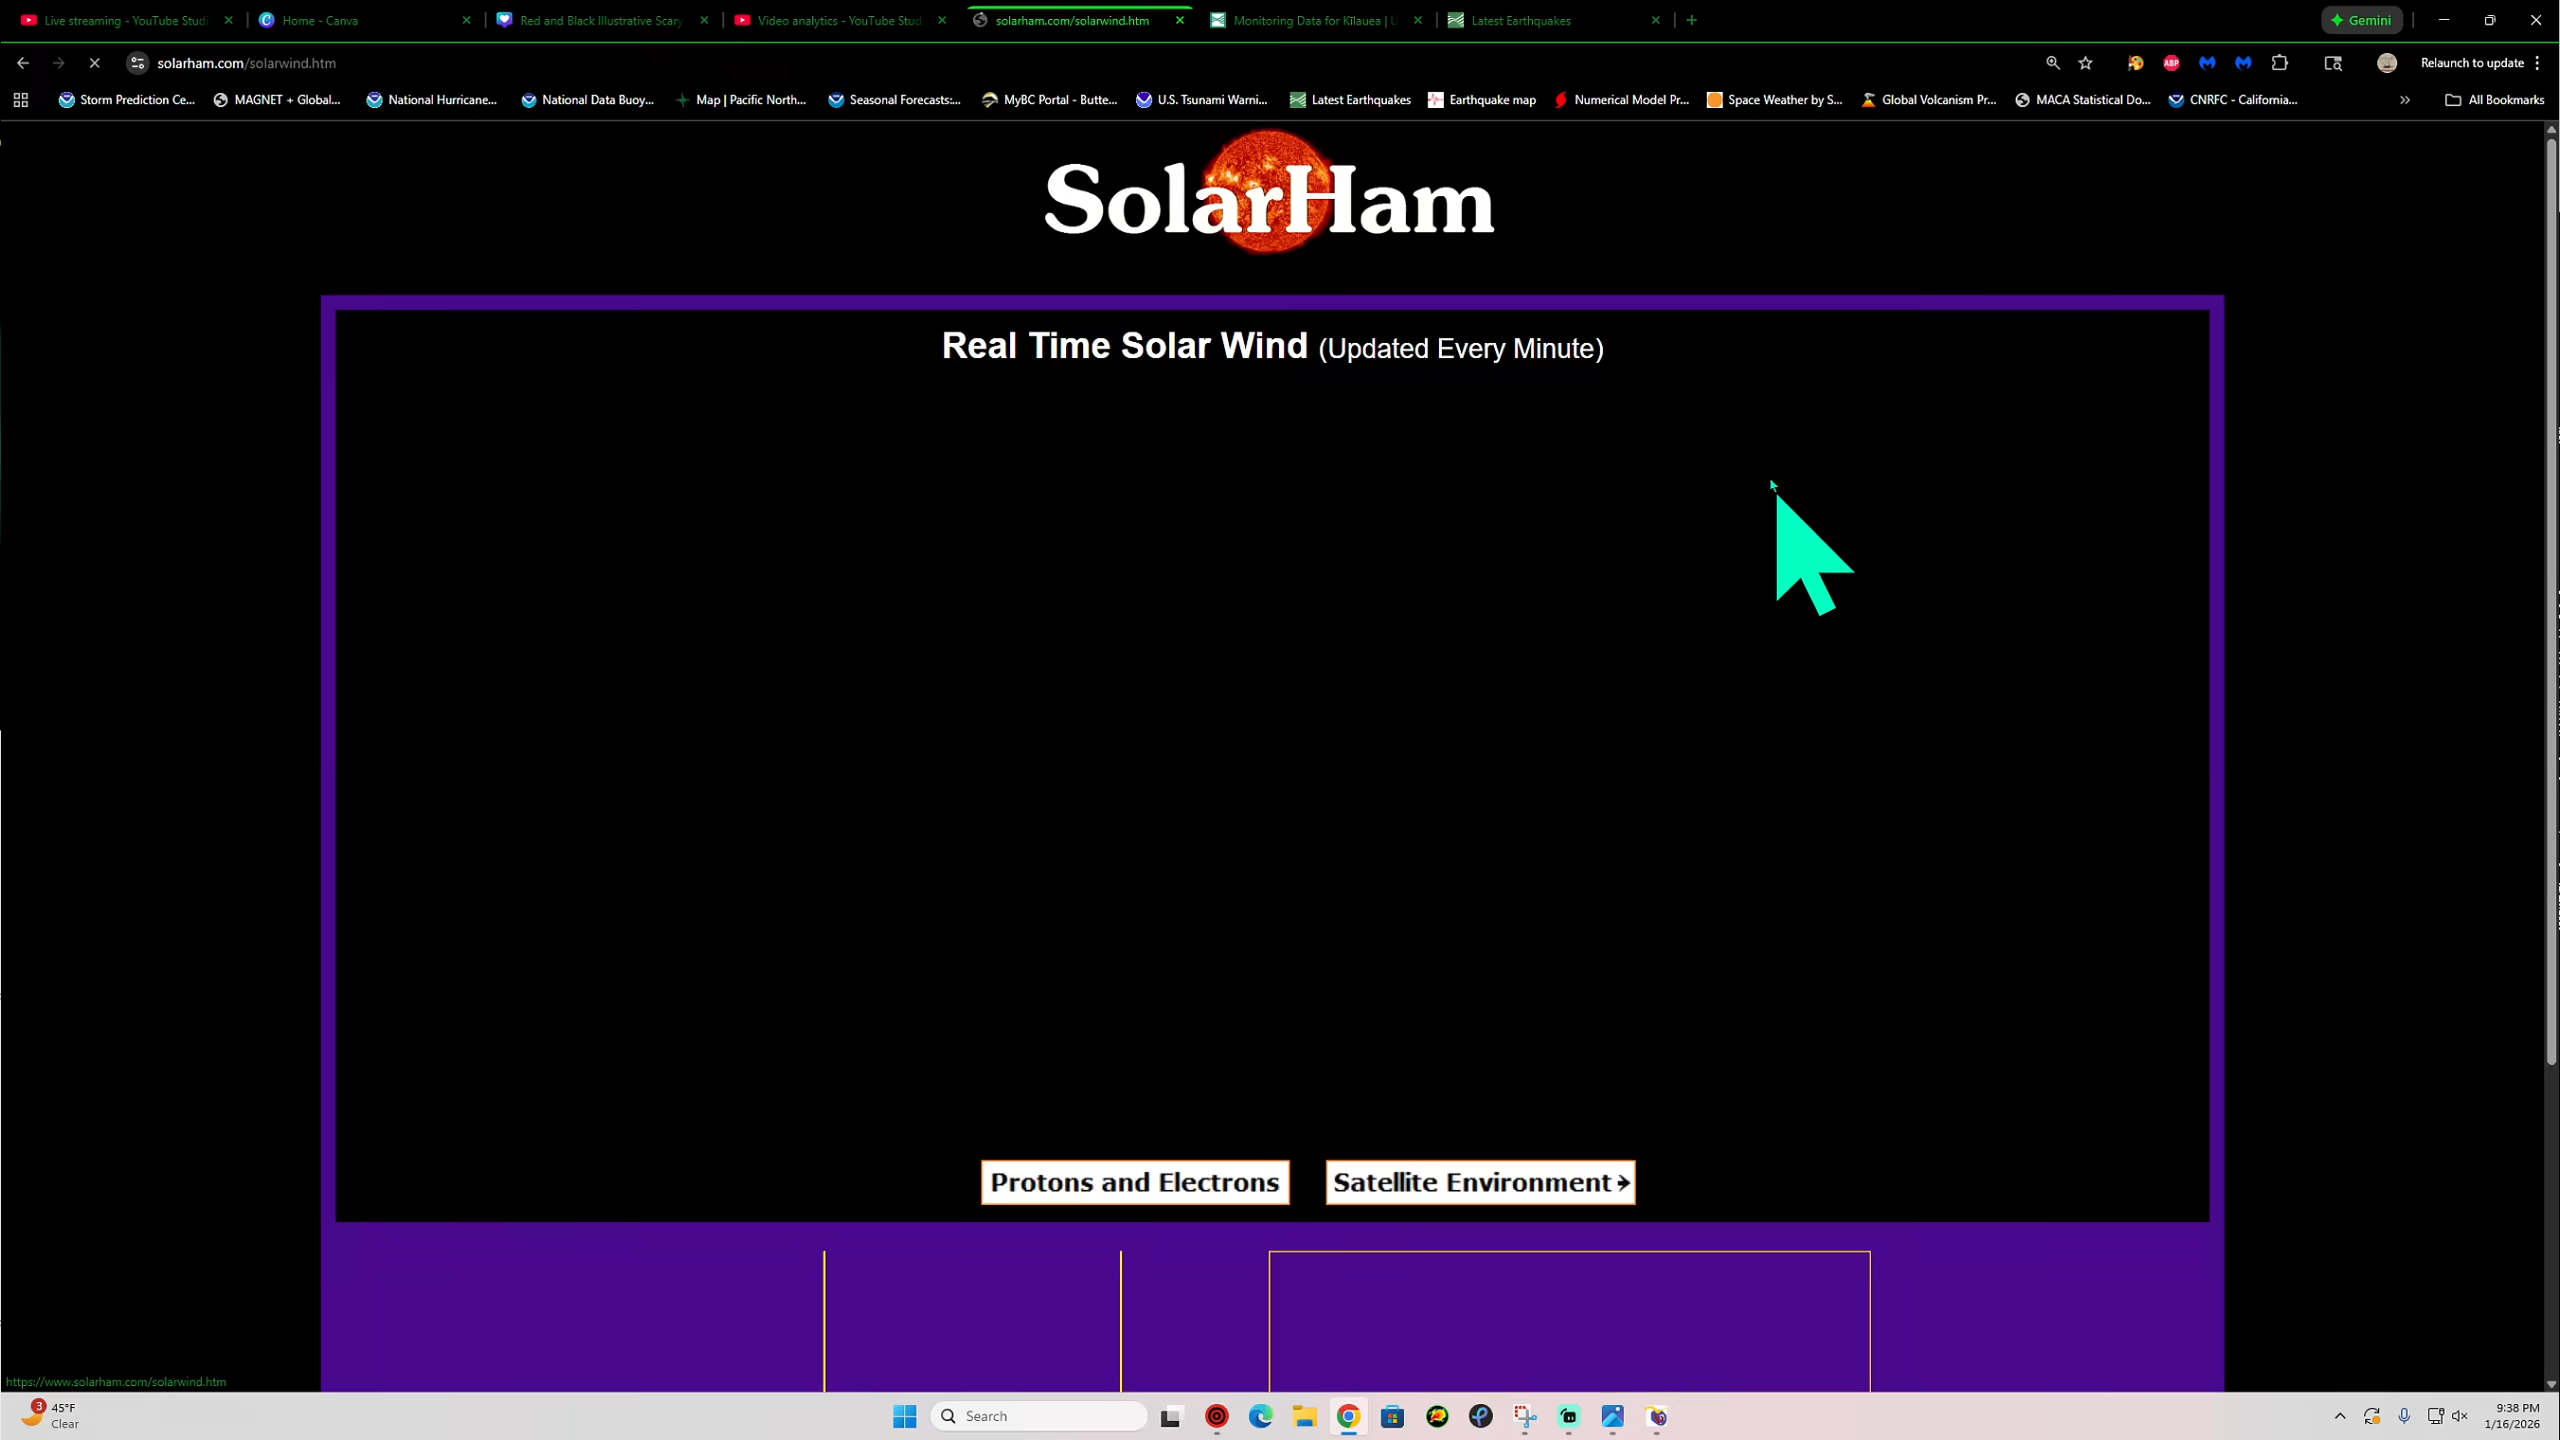 Live streaming - YouTube Studi
Home - Canva
Red and Black Illustrative Scary
Video analytics - YouTube Stud
solarham.com/solarwind.htm
Monitoring Data for Kīlauea | U
Latest Earthquakes
Gemini
solarham.com/solarwind.htm
ABP
Relaunch to update
Storm Prediction Ce...
MAGNET + Global...
National Hurricane...
National Data Buoy...
Map | Pacific North...
Seasonal Forecasts:...
MyBC Portal - Butte...
U.S. Tsunami Warni...
Latest Earthquakes
Earthquake map
Numerical Model Pr...
Space Weather by S...
Global Volcanism Pr...
MACA Statistical Do...
CNRFC - California...
All Bookmarks
SolarHam
Real Time Solar Wind (Updated Every Minute)
Protons and Electrons
Satellite Environment
https://www.solarham.com/solarwind.htm
3
45°F
Clear
Search
9:38 PM
1/16/2026